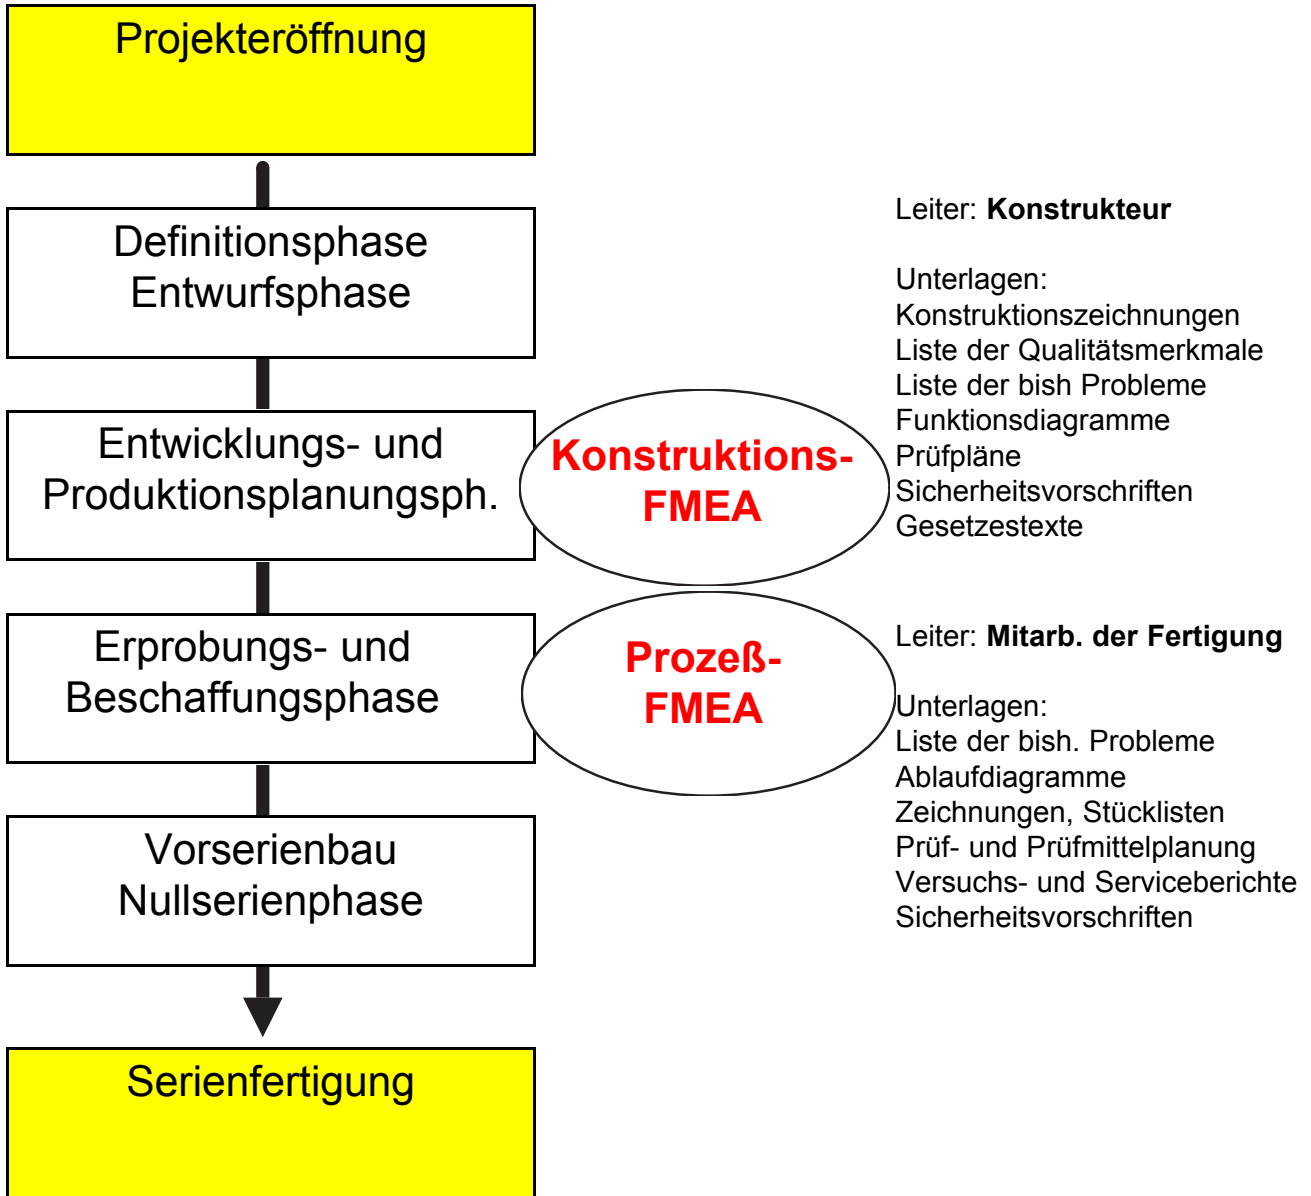 Projekteröffnung
Definitionsphase
Entwurfsphase
Entwicklungs- und
Produktionsplanungsph.
Konstruktions-
FMEA
Leiter: Konstrukteur
Unterlagen:
Konstruktionszeichnungen
Liste der Qualitätsmerkmale
Liste der bish Probleme
Funktionsdiagramme
Prüfpläne
Sicherheitsvorschriften
Gesetzestexte
Erprobungs- und
Beschaffungsphase
Prozeß-
FMEA
Leiter: Mitarb. der Fertigung
Unterlagen:
Liste der bish. Probleme
Ablaufdiagramme
Zeichnungen, Stücklisten
Prüf- und Prüfmittelplanung
Versuchs- und Serviceberichte
Sicherheitsvorschriften
Vorserienbau
Nullserienphase
Serienfertigung